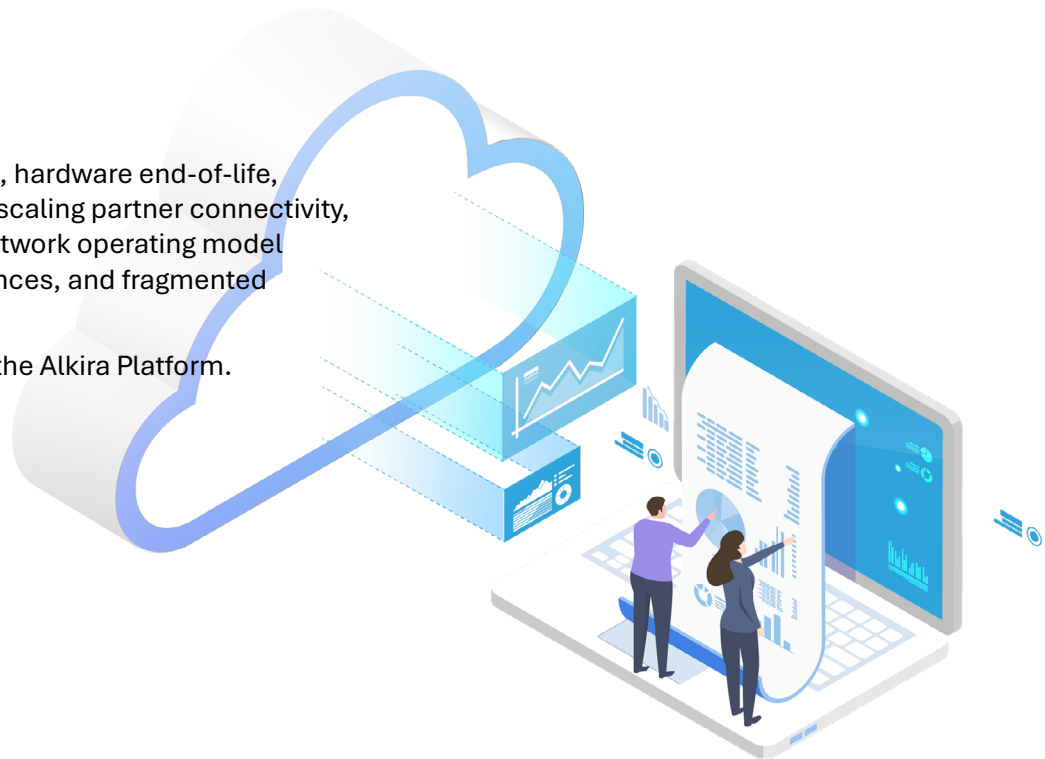 , hardware end-of-life,
scaling partner connectivity,
twork operating model
nces, and fragmented
the Alkira Platform.